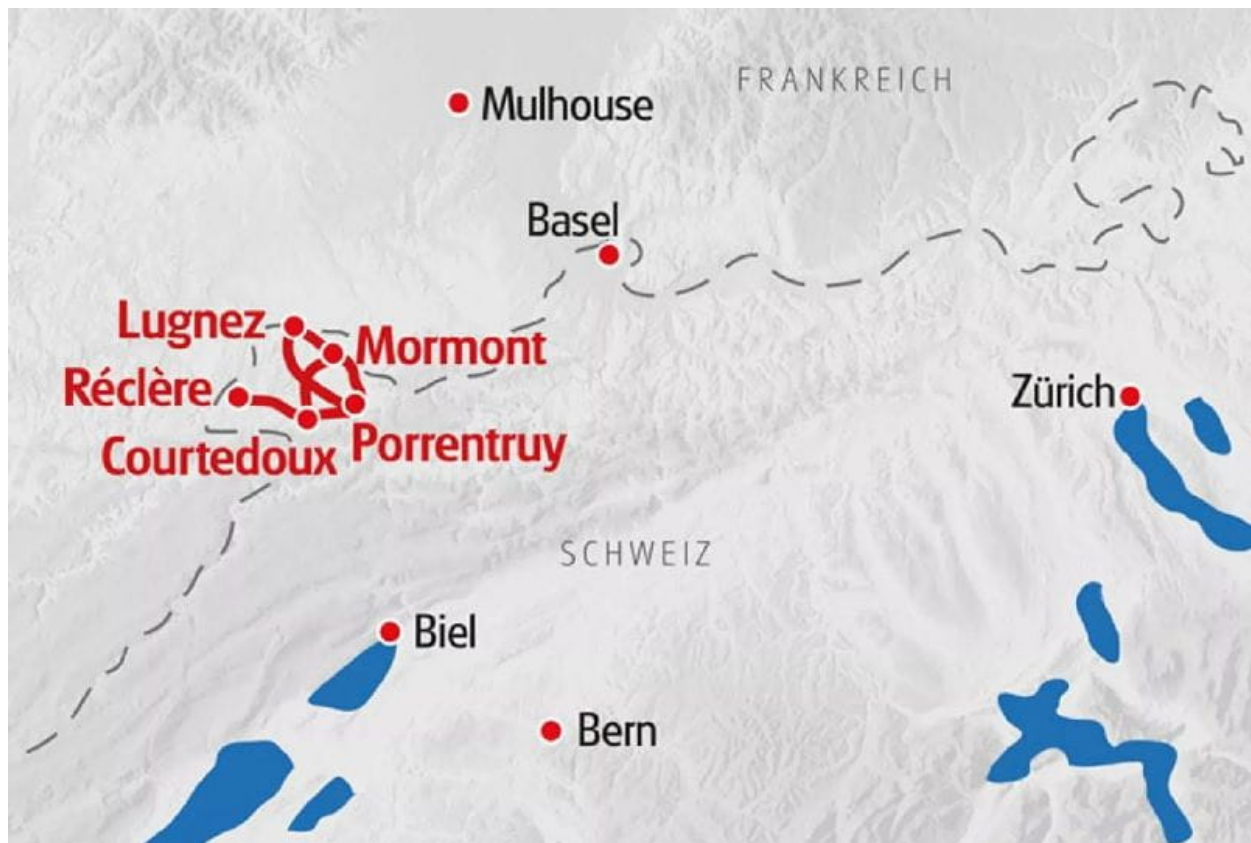 FRANKREICH
Mulhouse
Basel
Lugnez
Mormont
Réclère
Zürich
Courtedoux
Porrentruy
SCHWEIZ
Biel
Bern